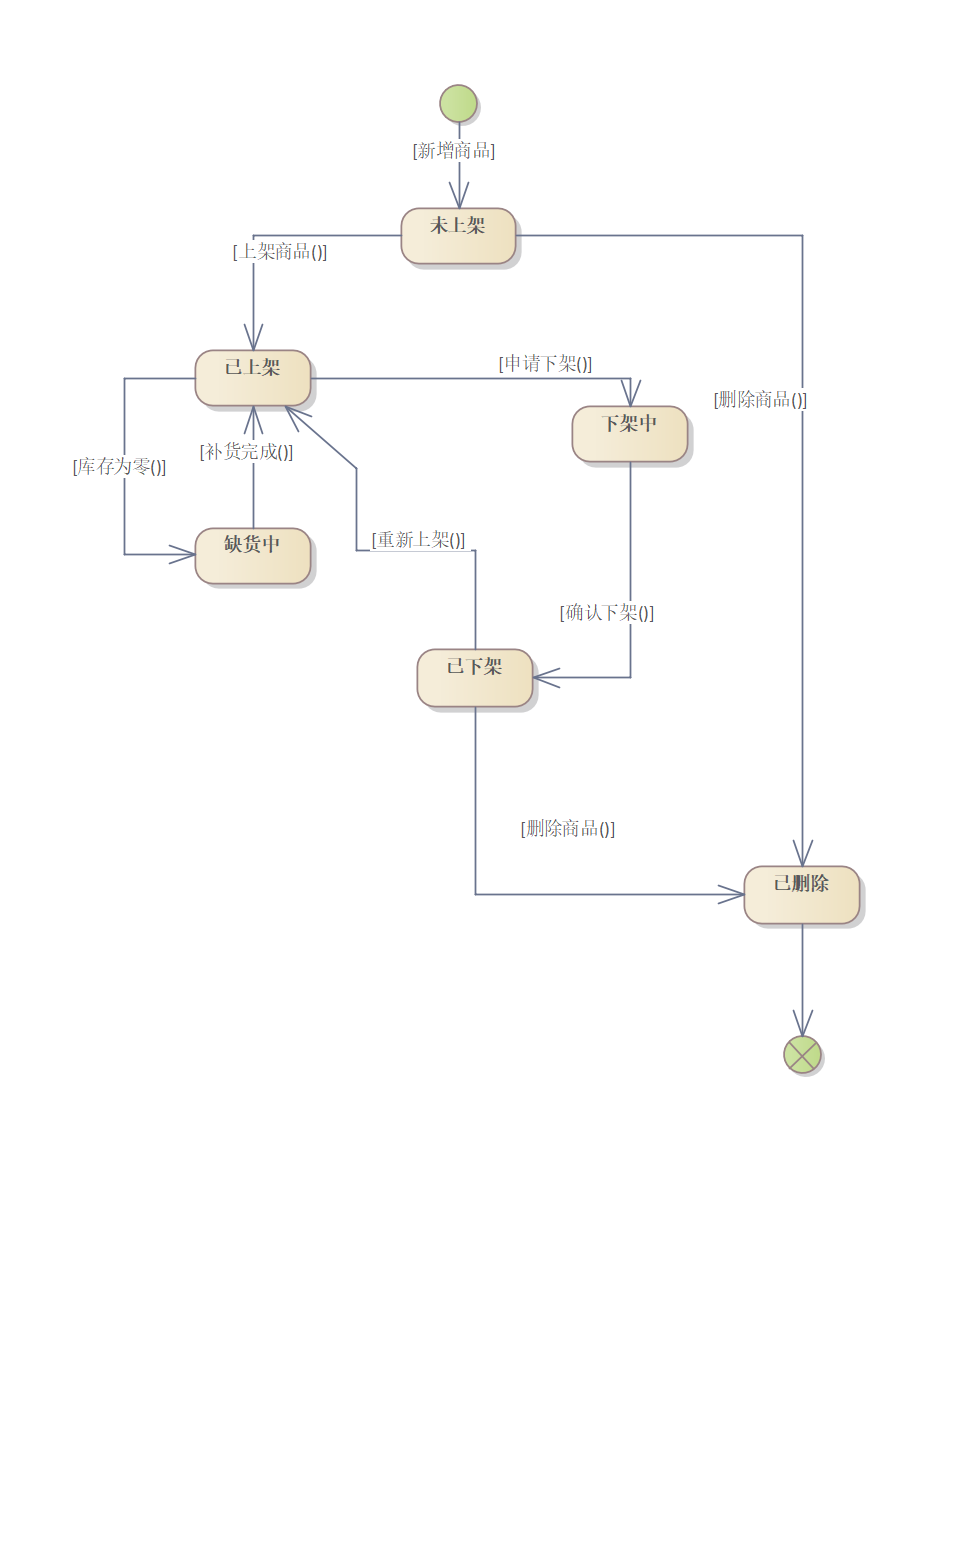 [新增商品]
未上架
[上架商品()]
已上架
[申请下架()]
[删除商品()]
下架中
[补货完成()]
[库存为零()]
缺货中
[重新上架()]
[确认下架()]
已下架
[删除商品()]
已删除